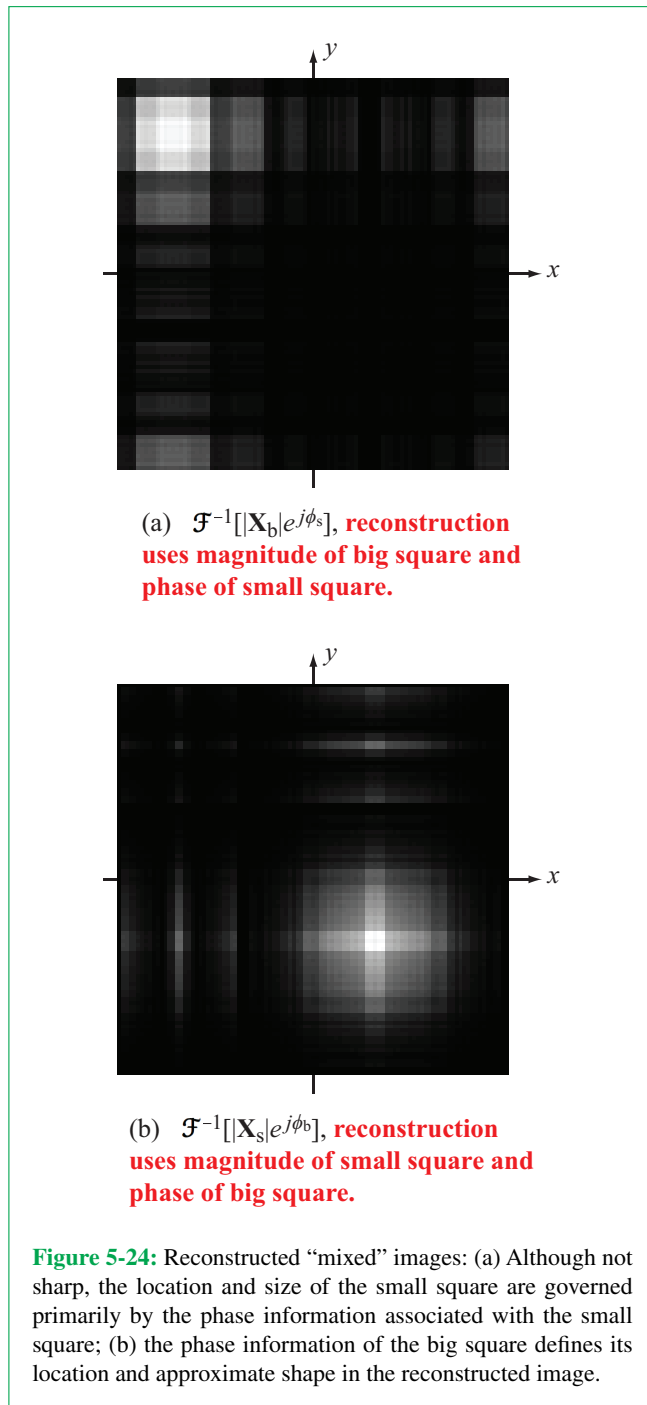 y
x
(a) 𝓕⁻¹[|X_b|e^{jϕ_s}], reconstruction
uses magnitude of big square and
phase of small square.
y
x
(b) 𝓕⁻¹[|X_s|e^{jϕ_b}], reconstruction
uses magnitude of small square and
phase of big square.
Figure 5-24: Reconstructed “mixed” images: (a) Although not
sharp, the location and size of the small square are governed
primarily by the phase information associated with the small
square; (b) the phase information of the big square defines its
location and approximate shape in the reconstructed image.